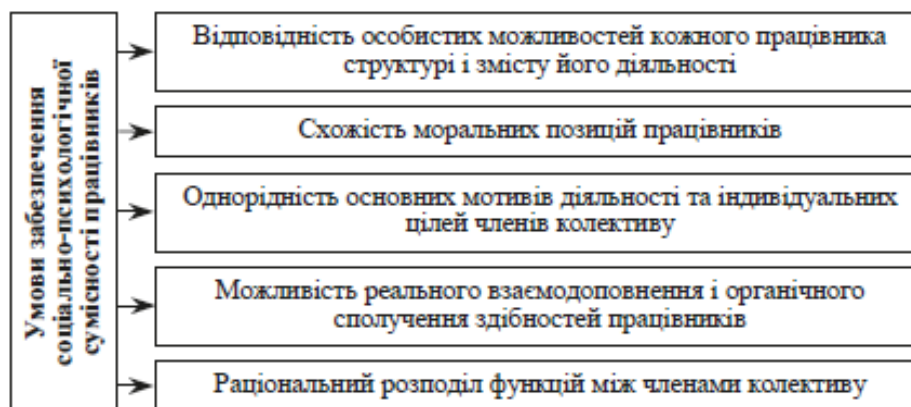 Умови забезпечення
соціально-психологічної
сумісності працівників
Відповідність особистих можливостей кожного працівника
структурі і змісту його діяльності
Схожість моральних позицій працівників
Однорідність основних мотивів діяльності та індивідуальних
цілей членів колективу
Можливість реального взаємодоповнення і органічного
сполучення здібностей працівників
Раціональний розподіл функцій між членами колективу